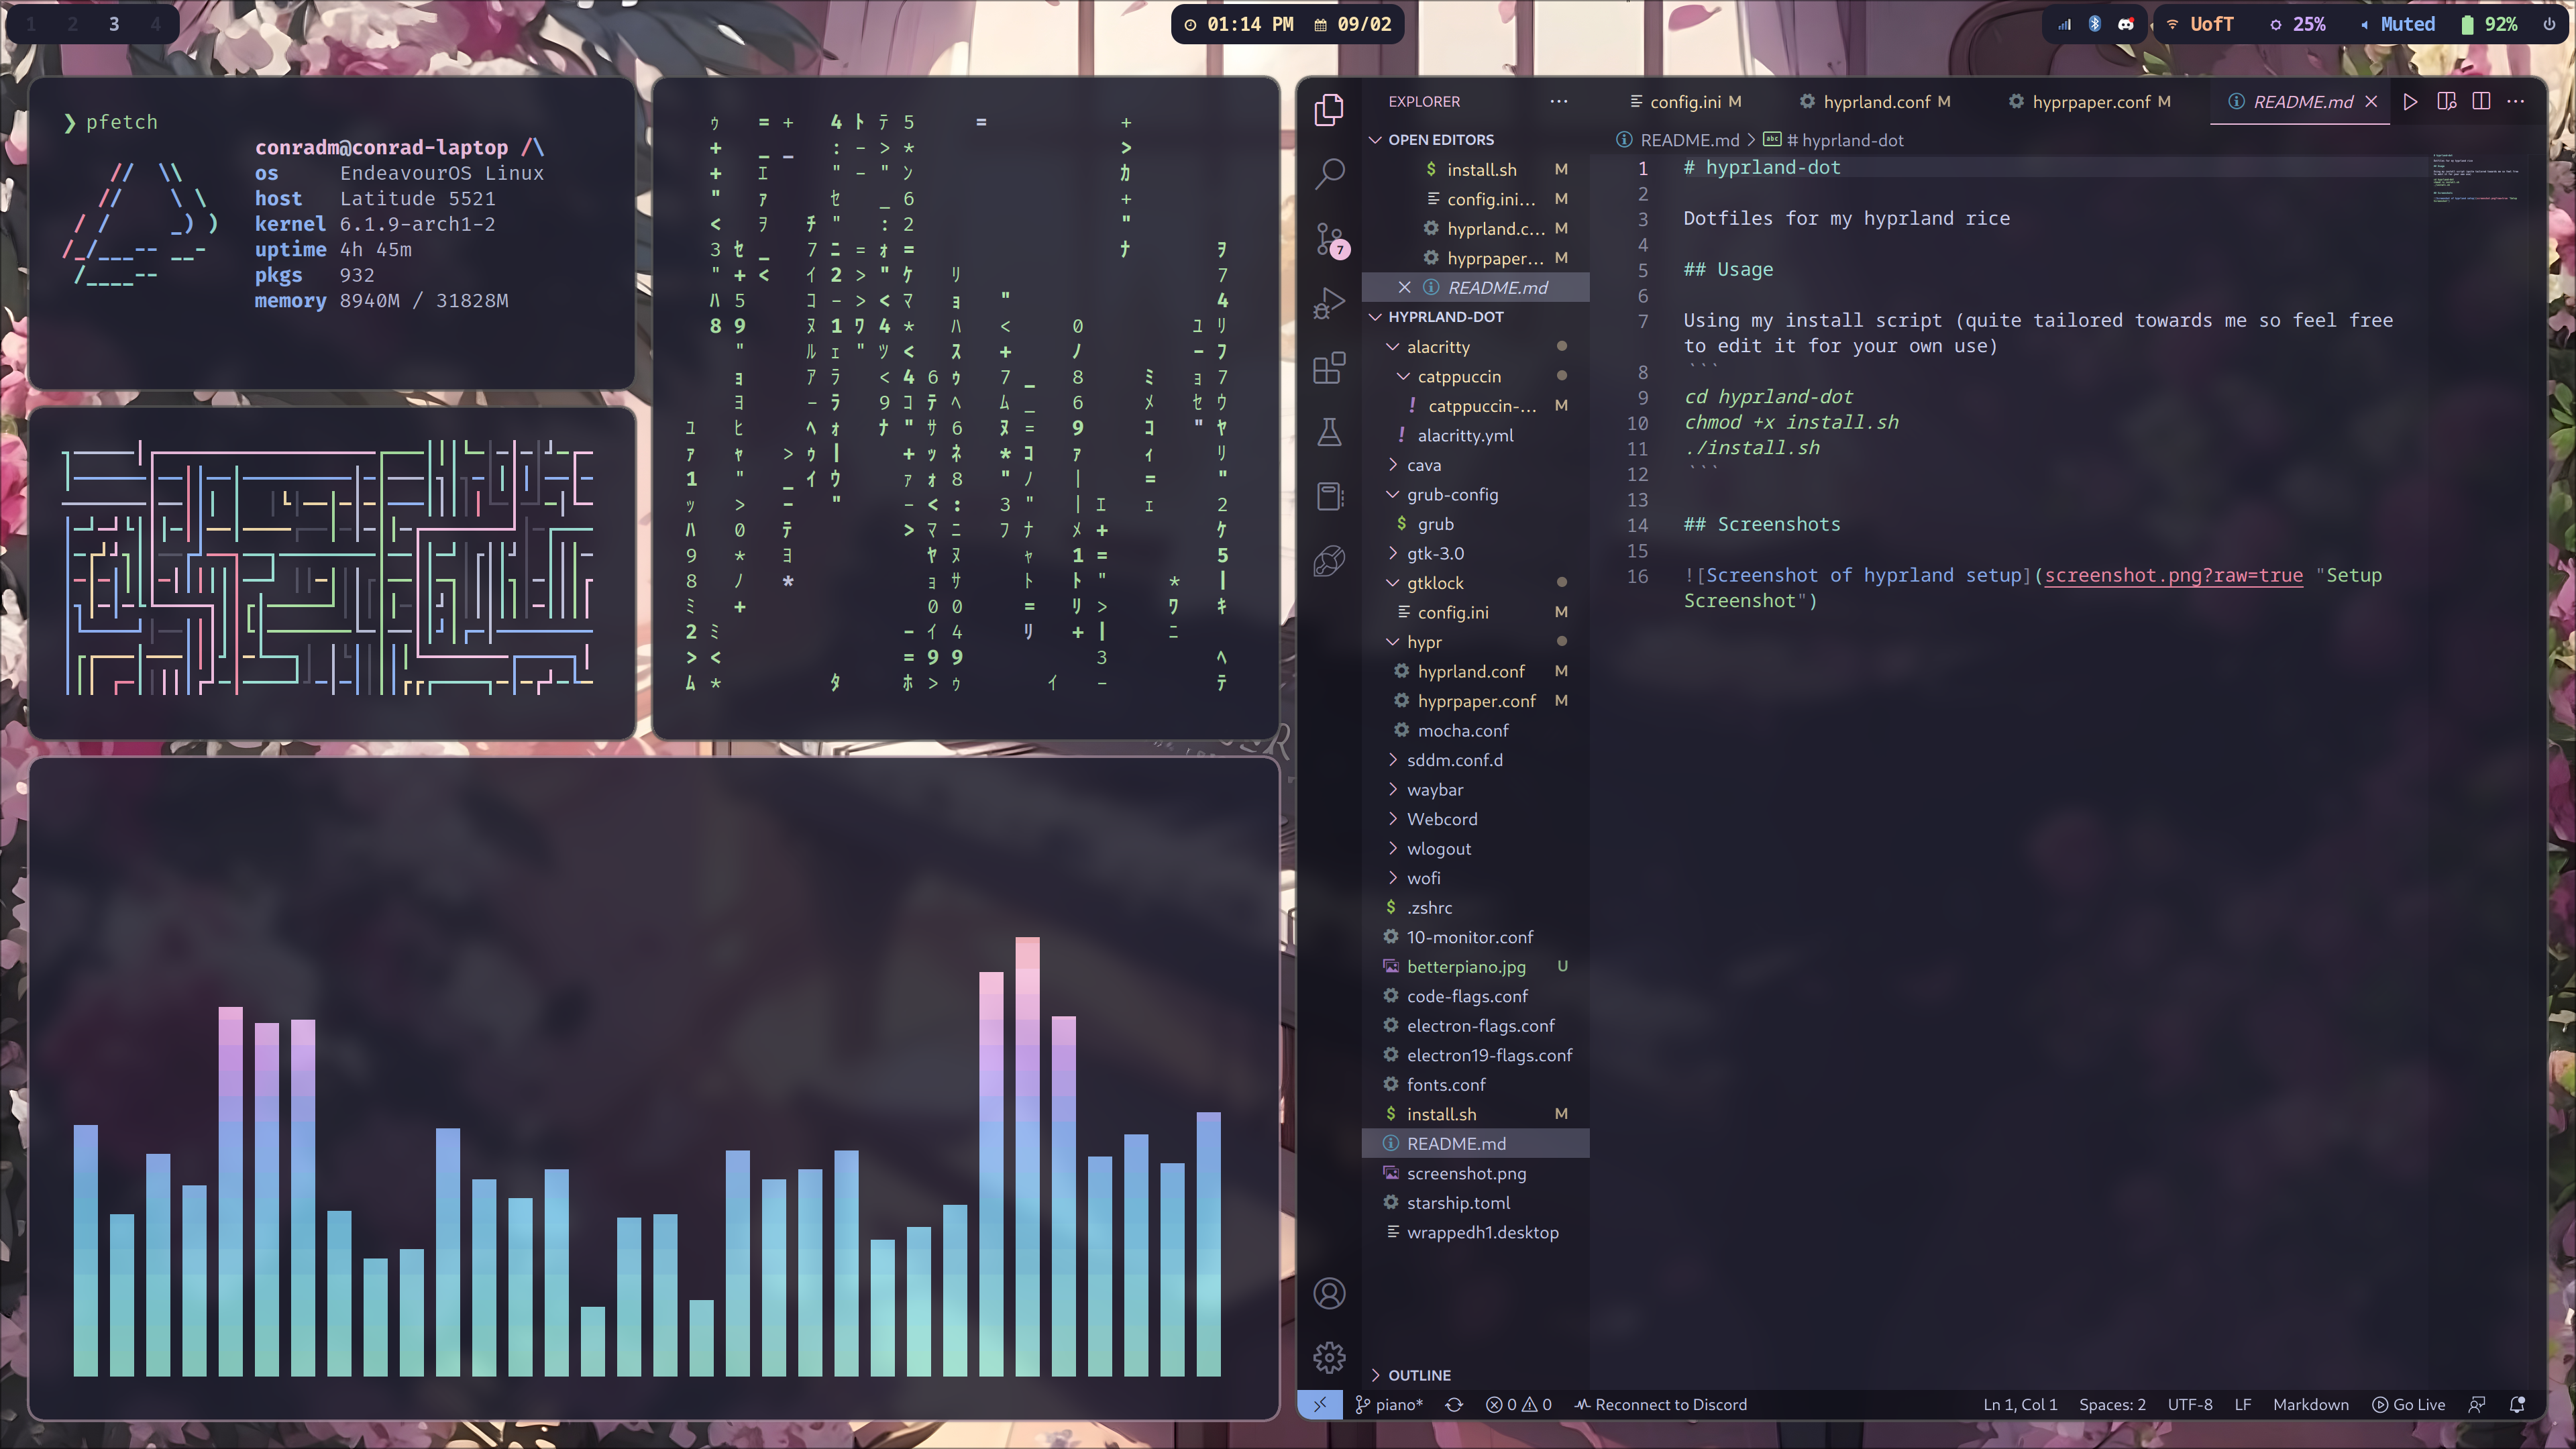 1 2 3 4
01:14 PM 09/02
UofT 25% Muted 92%
❯ pfetch
conradm@conrad-laptop
os EndeavourOS Linux
host Latitude 5521
kernel 6.1.9-arch1-2
uptime 4h 45m
pkgs 932
memory 8940M / 31828M
EXPLORER
OPEN EDITORS
install.sh M
config.ini... M
hyprland.c... M
hyprpaper... M
README.md
HYPRLAND-DOT
alacritty
catppuccin
catppuccin-... M
alacritty.yml
cava
grub-config
grub
gtk-3.0
gtklock
config.ini M
hypr
hyprland.conf M
hyprpaper.conf M
mocha.conf
sddm.conf.d
waybar
Webcord
wlogout
wofi
.zshrc
10-monitor.conf
betterpiano.jpg U
code-flags.conf
electron-flags.conf
electron19-flags.conf
fonts.conf
install.sh M
README.md
screenshot.png
starship.toml
wrappedh1.desktop
OUTLINE
7
config.ini M hyprland.conf M hyprpaper.conf M README.md
README.md > # hyprland-dot
1 # hyprland-dot
2
3 Dotfiles for my hyprland rice
4
5 ## Usage
6
7 Using my install script (quite tailored towards me so feel free
to edit it for your own use)
8 ```
9 cd hyprland-dot
10 chmod +x install.sh
11 ./install.sh
12 ```
13
14 ## Screenshots
15
16 ![Screenshot of hyprland setup](screenshot.png?raw=true "Setup
Screenshot")
piano* 0 0 Reconnect to Discord Ln 1, Col 1 Spaces: 2 UTF-8 LF Markdown Go Live